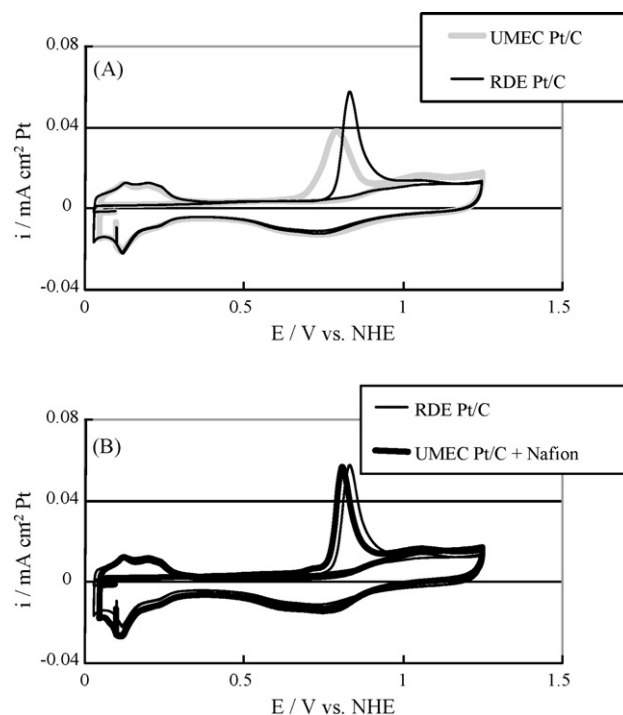 0.08
(A)
UMEC Pt/C
RDE Pt/C
0.04
0
-0.04
i / mA cm² Pt
0
0.5
1
1.5
E / V vs. NHE
0.08
(B)
RDE Pt/C
UMEC Pt/C + Nafion
0.04
0
-0.04
i / mA cm² Pt
0
0.5
1
1.5
E / V vs. NHE